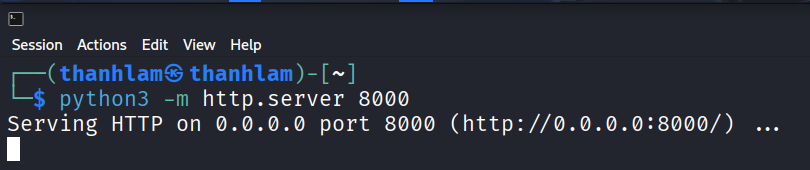 Session Actions Edit View Help
┌──(thanhlam㉿thanhlam)-[~]
└─$ python3 -m http.server 8000
Serving HTTP on 0.0.0.0 port 8000 (http://0.0.0.0:8000/) ...